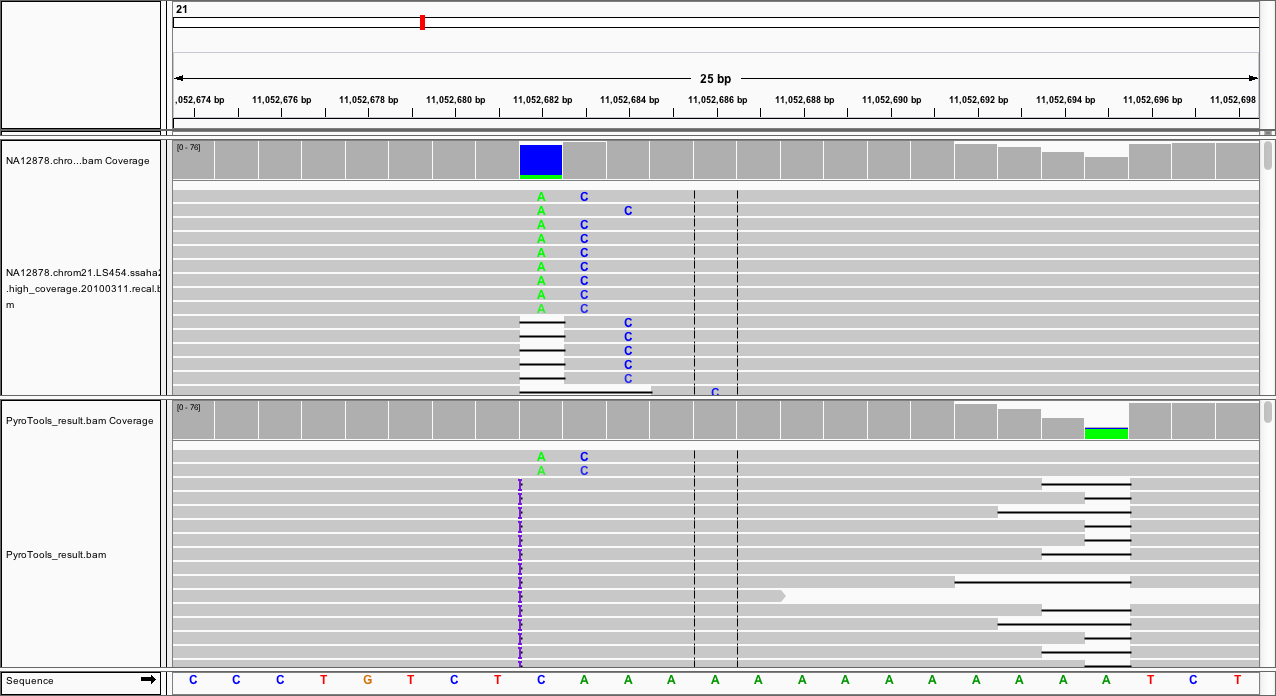 21
25 bp
,052,674 bp 11,052,676 bp 11,052,678 bp 11,052,680 bp 11,052,682 bp 11,052,684 bp 11,052,686 bp 11,052,688 bp 11,052,690 bp 11,052,692 bp 11,052,694 bp 11,052,696 bp 11,052,698
NA12878.chro...bam Coverage
[0 - 76]
A C
A C
A C
A C
A C
A C
NA12878.chrom21.LS454.ssaha2
A C
.high_coverage.20100311.recal.b
A C
m
A C
C
C
C
C
C
C
PyroTools_result.bam Coverage
[0 - 76]
A C
A C
PyroTools_result.bam
Sequence C C C T G T C T C A A A A A A A A A A A A A T C T